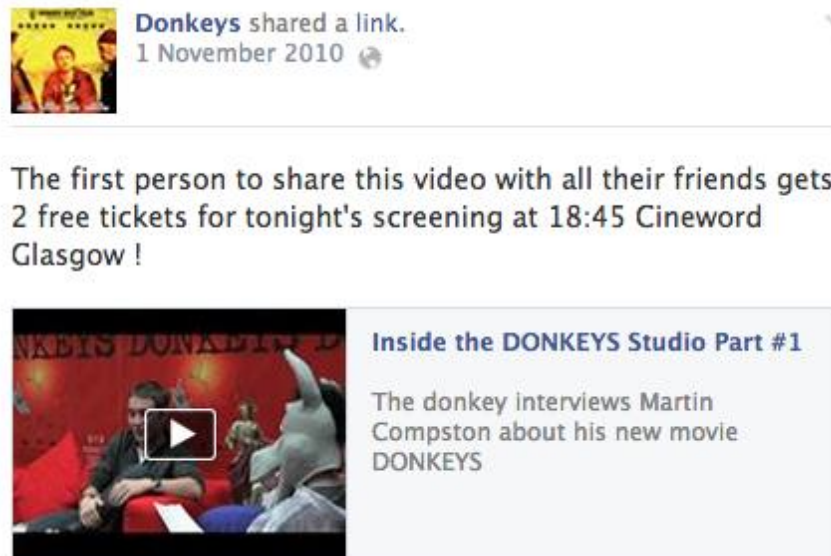 Donkeys shared a link.
1 November 2010
The first person to share this video with all their friends gets
2 free tickets for tonight's screening at 18:45 Cineword
Glasgow !
NKEYS DONKEYS D
Inside the DONKEYS Studio Part #1
The donkey interviews Martin
Compston about his new movie
DONKEYS